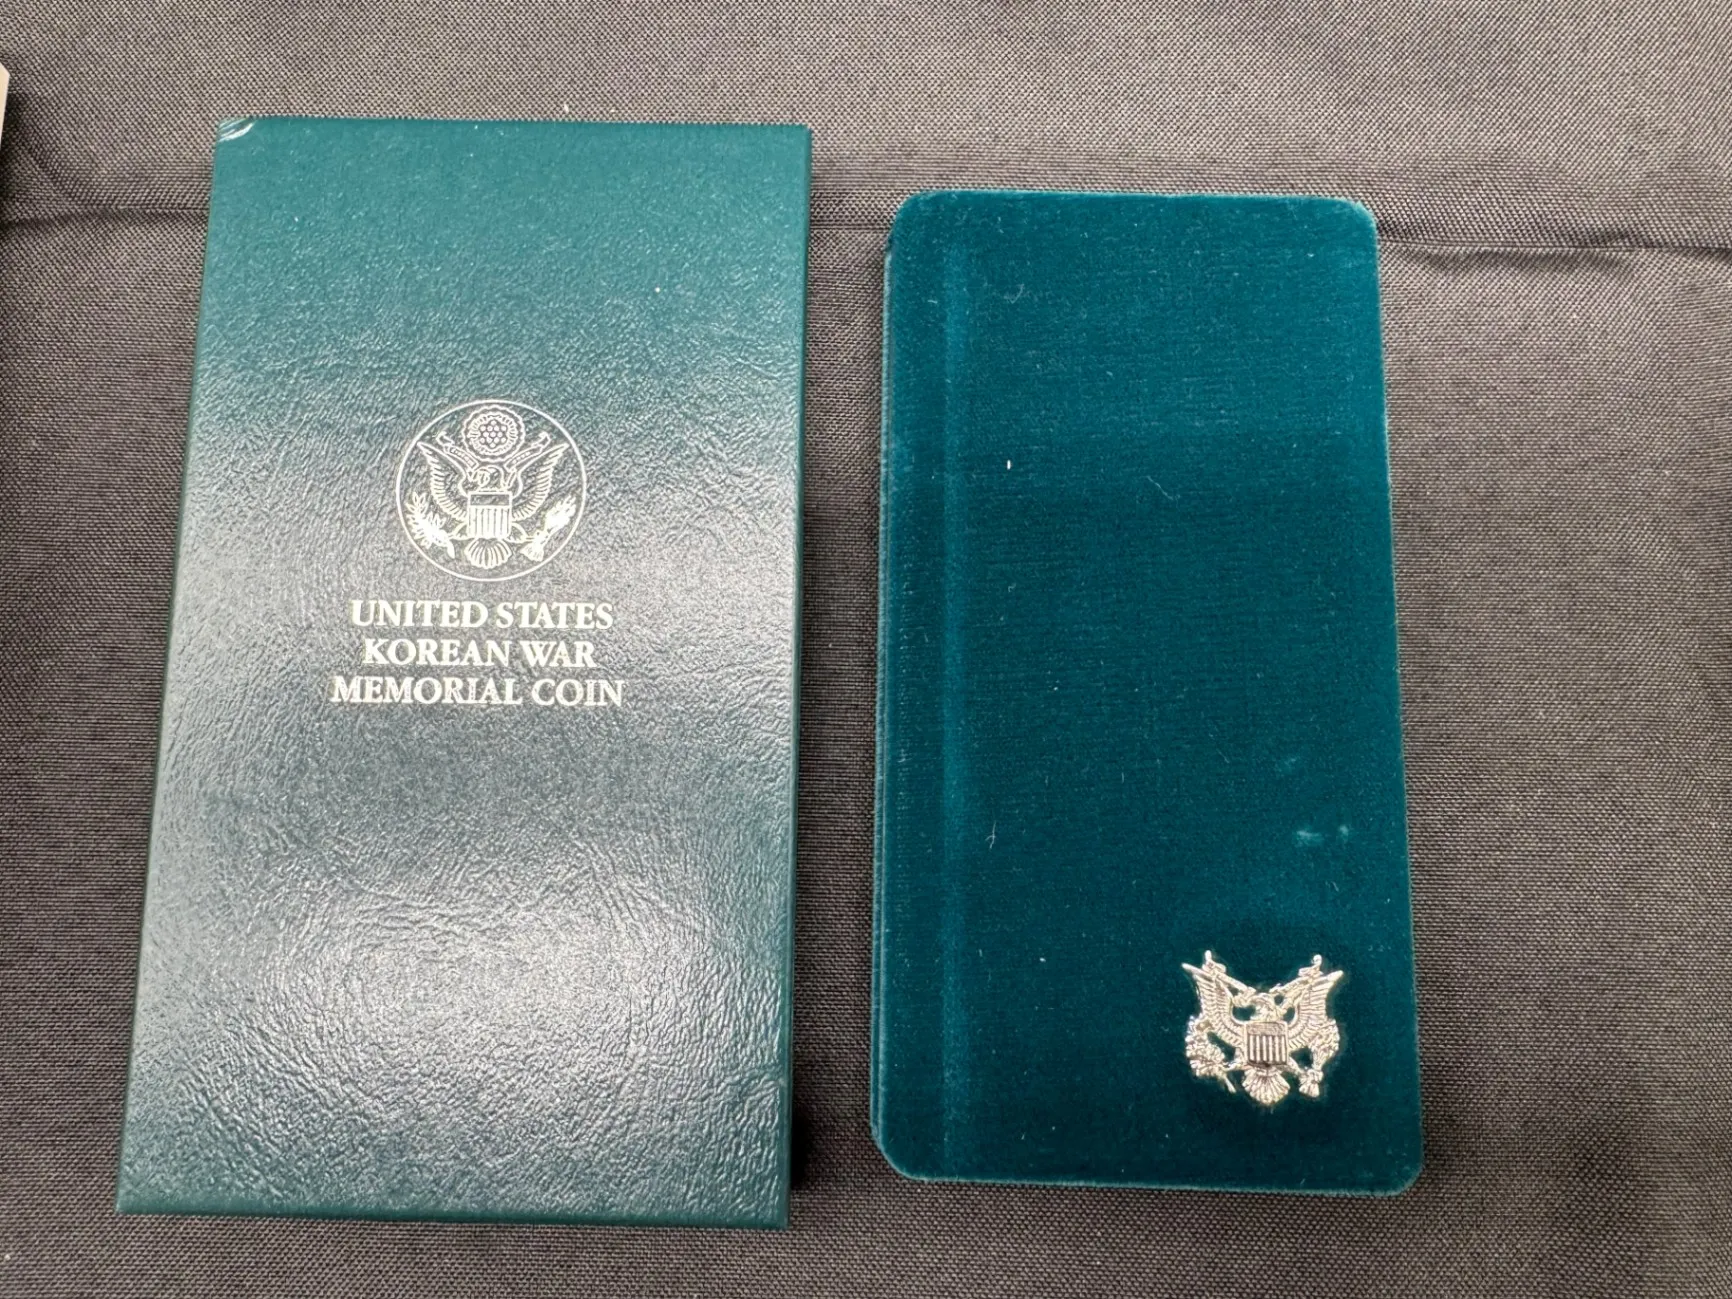 UNITED STATES
KOREAN WAR
MEMORIAL COIN